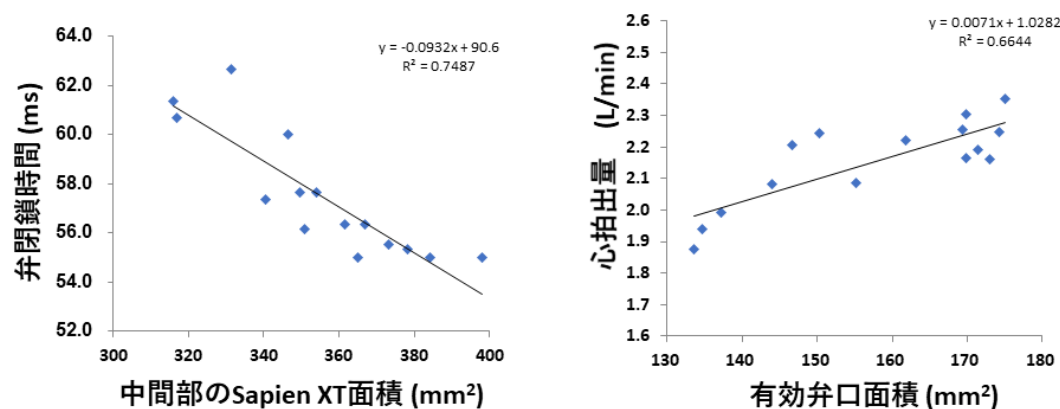 y = -0.0932x + 90.6
R² = 0.7487
64.0
62.0
60.0
58.0
56.0
54.0
52.0
弁閉鎖時間 (ms)
300 320 340 360 380 400
中間部のSapien XT面積 (mm²)
y = 0.0071x + 1.0282
R² = 0.6644
2.6
2.5
2.4
2.3
2.2
2.1
2.0
1.9
1.8
1.7
1.6
心拍出量 (L/min)
130 140 150 160 170 180
有効弁口面積 (mm²)